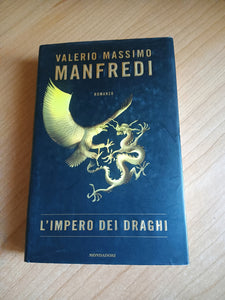 VALERIO MASSIMO
MANFREDI
ROMANZO
L'IMPERO DEI DRAGHI
MONDADORI